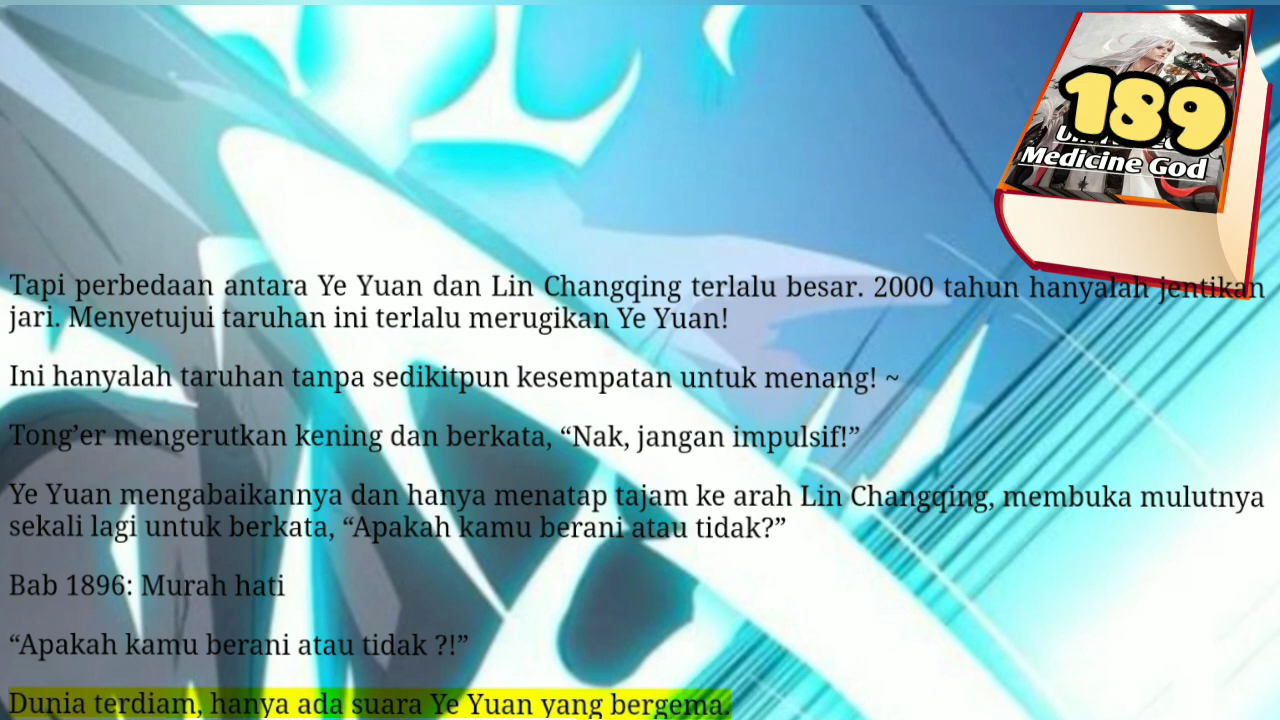 189
Medicine God
Tapi perbedaan antara Ye Yuan dan Lin Changqing terlalu besar. 2000 tahun hanyalah jentikan
jari. Menyetujui taruhan ini terlalu merugikan Ye Yuan!
Ini hanyalah taruhan tanpa sedikitpun kesempatan untuk menang! ~
Tong’er mengerutkan kening dan berkata, “Nak, jangan impulsif!”
Ye Yuan mengabaikannya dan hanya menatap tajam ke arah Lin Changqing, membuka mulutnya
sekali lagi untuk berkata, “Apakah kamu berani atau tidak?”
Bab 1896: Murah hati
“Apakah kamu berani atau tidak ?!”
Dunia terdiam, hanya ada suara Ye Yuan yang bergema.